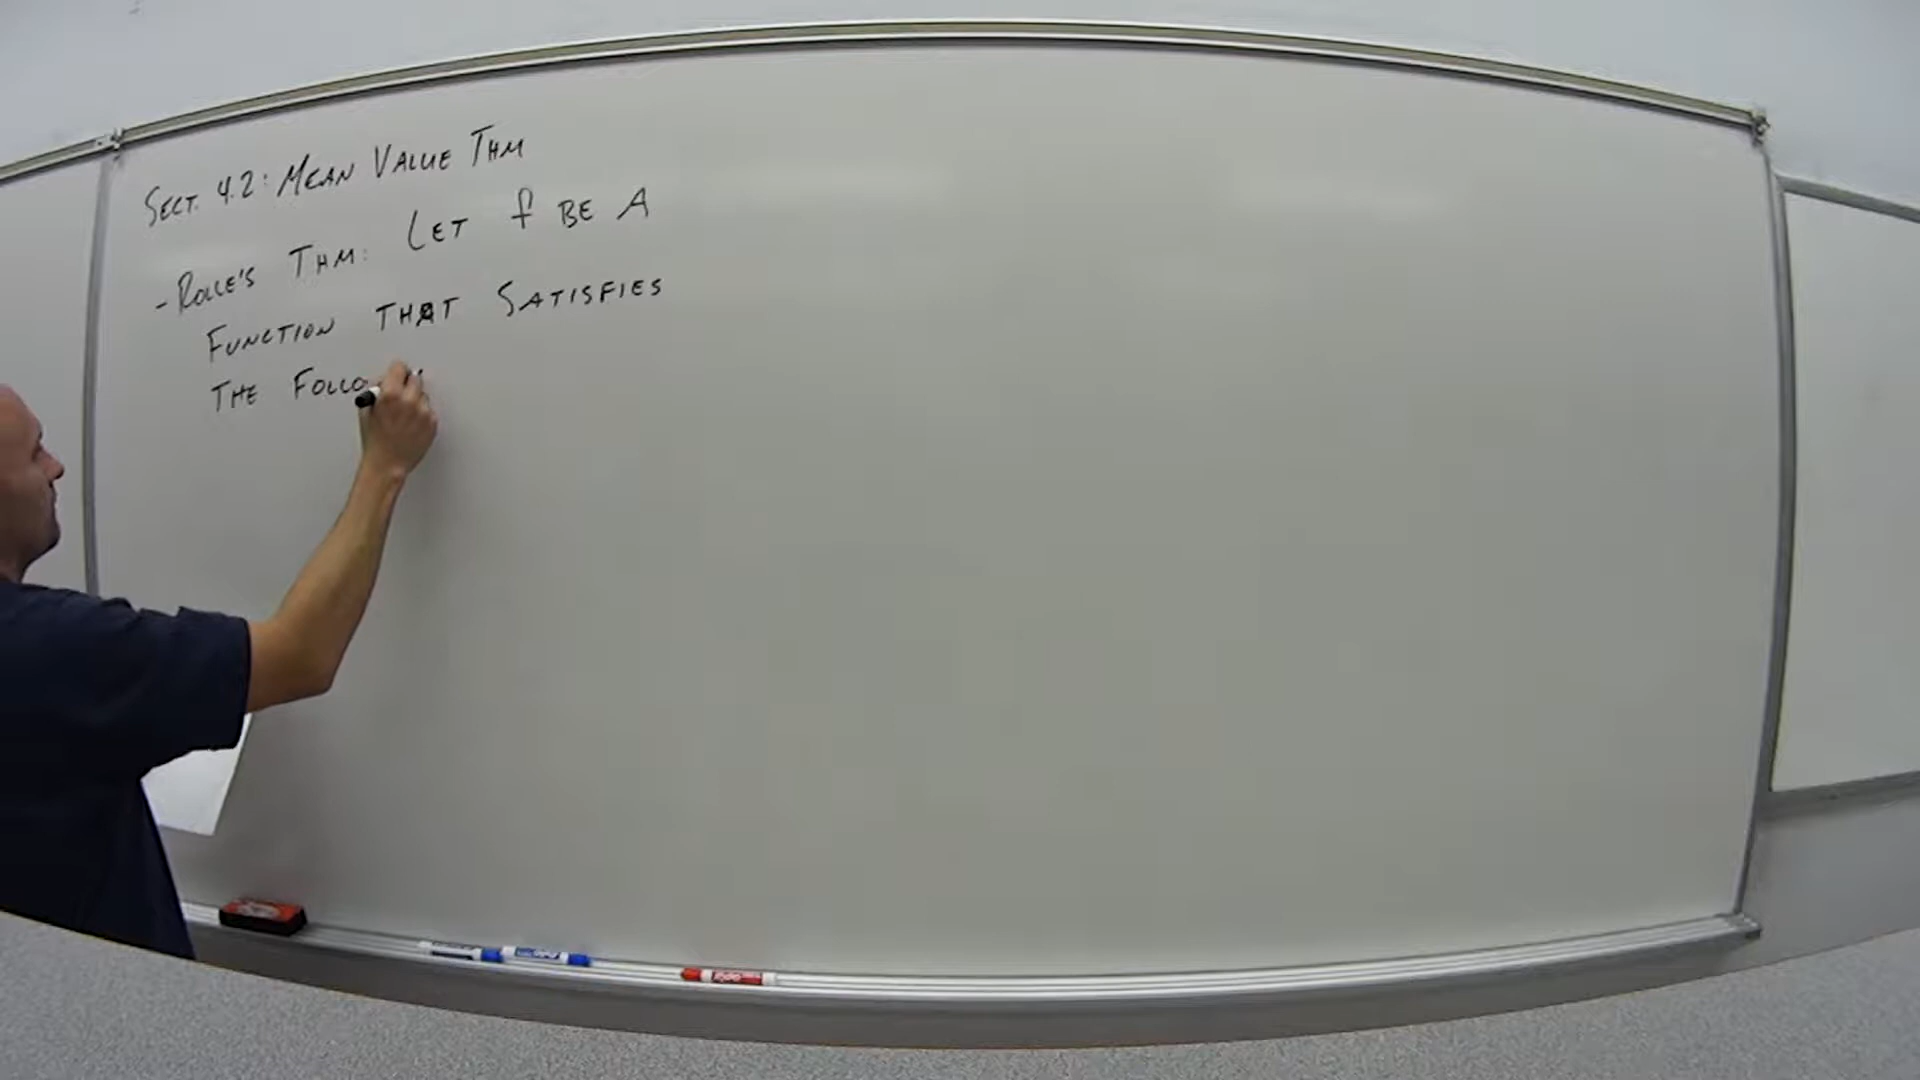 SECT. 4.2: MEAN VALUE THM
- ROLLE'S THM: LET f BE A
FUNCTION THAT SATISFIES
THE